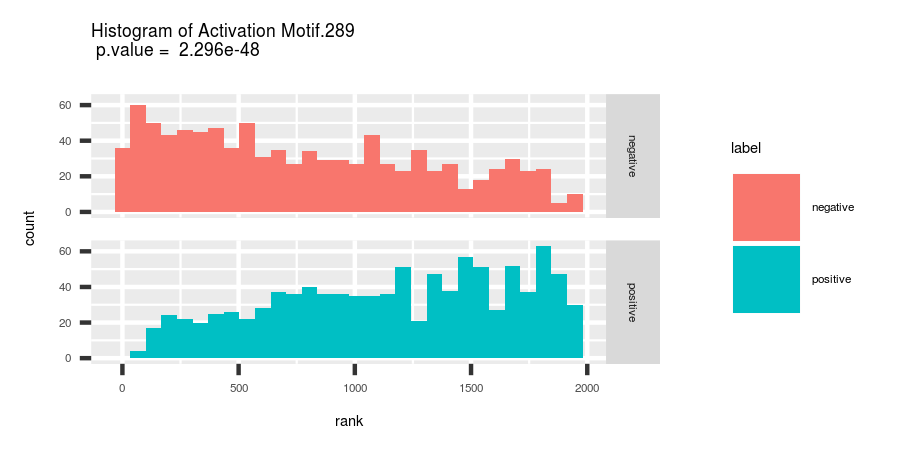 Histogram of Activation Motif.289
p.value = 2.296e-48
count
60
40
20
0
negative
60
40
20
0
positive
0 500 1000 1500 2000
rank
label
negative
positive